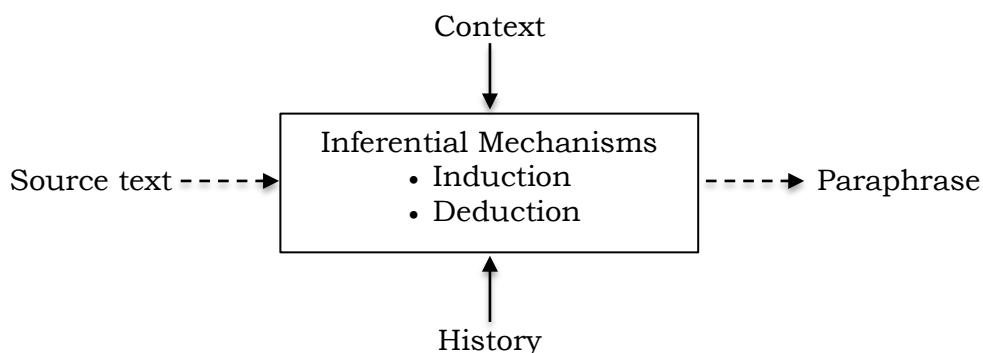 Context
Inferential Mechanisms
Source text
• Induction
Paraphrase
• Deduction
History